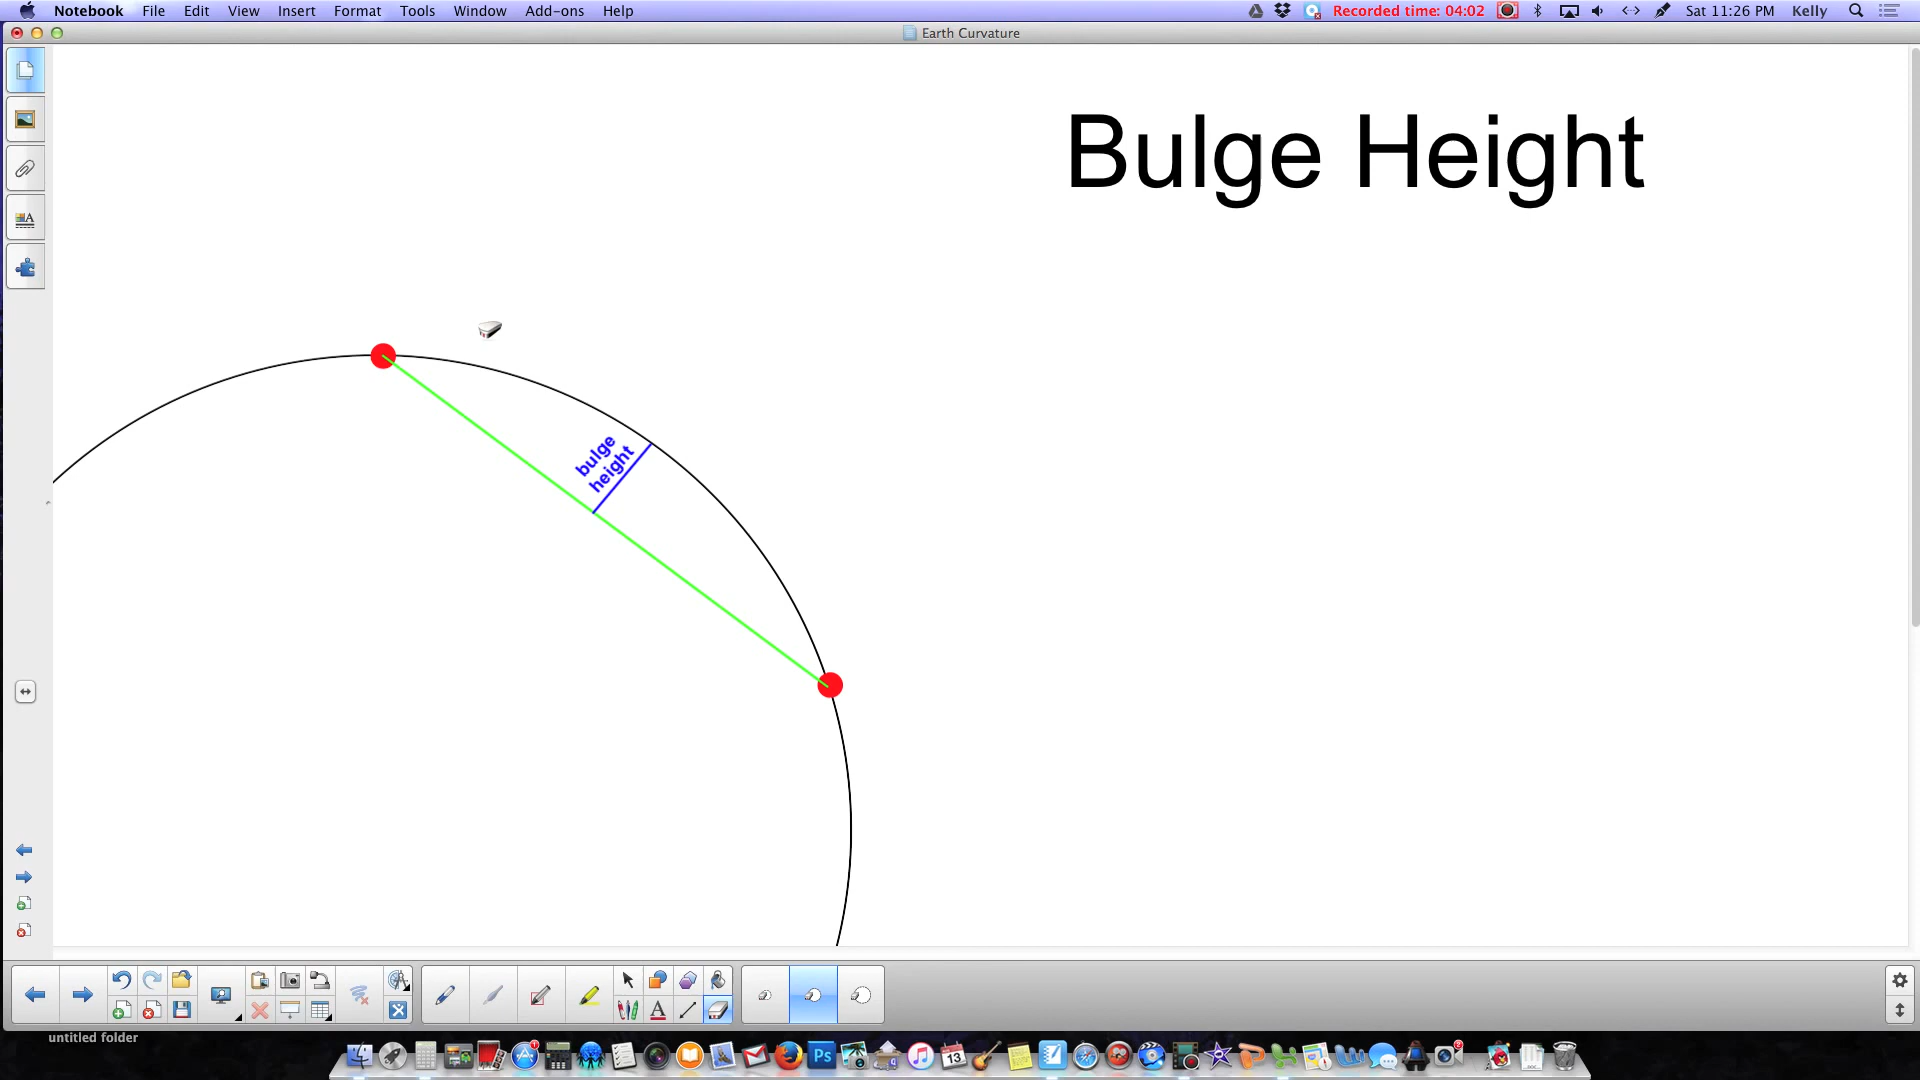 Notebook File Edit View Insert Format Tools Window Add-ons Help Recorded time: 04:02 Sat 11:26 PM Kelly
Earth Curvature
Bulge Height
bulge
height
untitled folder